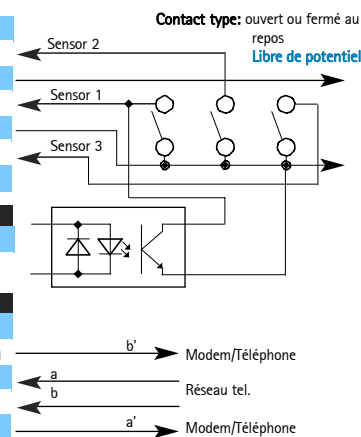 Contact type: ouvert ou fermé au
repos
Libre de potentiel
Sensor 2
Sensor 1
Sensor 3
b'
Modem/Téléphone
a
Réseau tel.
b
a'
Modem/Téléphone